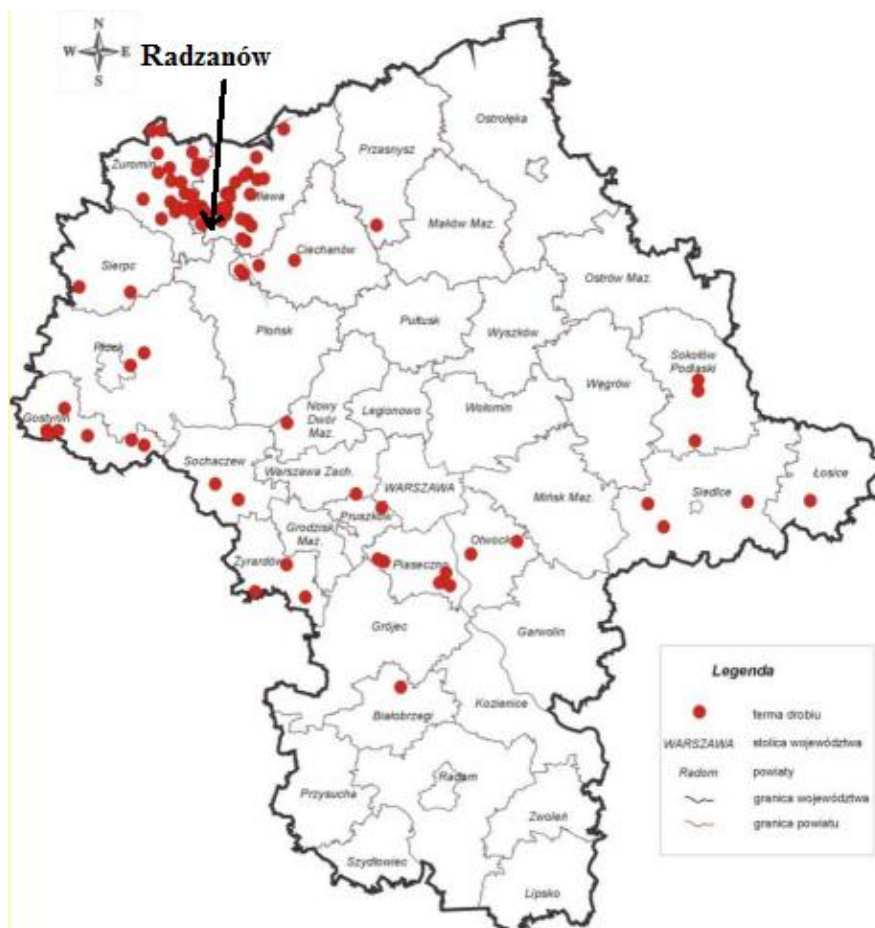 N
W E
S
Radzanów
Ostrołęka
Przasnysz
Żuromin
Mława
Maków Maz.
Ciechanów
Sierpc
Ostrów Maz.
Pułtusk
Płońsk
Wyszków
Płock
Sokołów
Podlaski
Węgrów
Nowy
Dwór
Maz.
Legionowo
Wołomin
Gostynin
Sochaczew
Warszawa Zach.
WARSZAWA
Mińsk Maz.
Siedlce
Łosice
Pruszków
Grodzisk
Maz.
Otwock
Żyrardów
Piaseczno
Grójec
Garwolin
Białobrzegi
Kozienice
Radom
Przysucha
Zwoleń
Szydłowiec
Lipsko
Legenda
ferma drobiu
WARSZAWA stolica województwa
Radom powiaty
granica województwa
granica powiatu